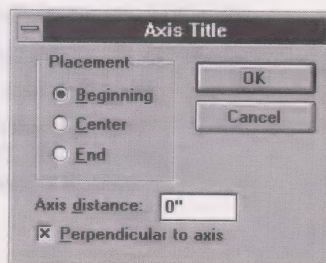 Axis Title
Placement
Beginning
Center
End
OK
Cancel
Axis distance: 0"
Perpendicular to axis